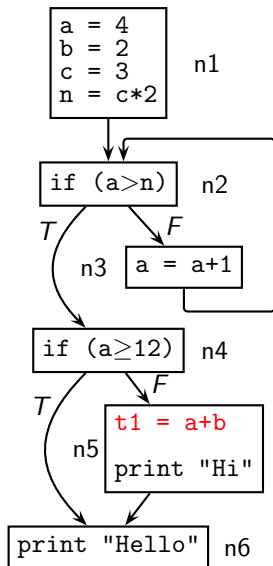 a = 4
b = 2
c = 3
n = c*2
n1
if (a>n)
n2
T
F
n3
a = a+1
if (a≥12)
n4
T
F
t1 = a+b
n5
print "Hi"
print "Hello"
n6